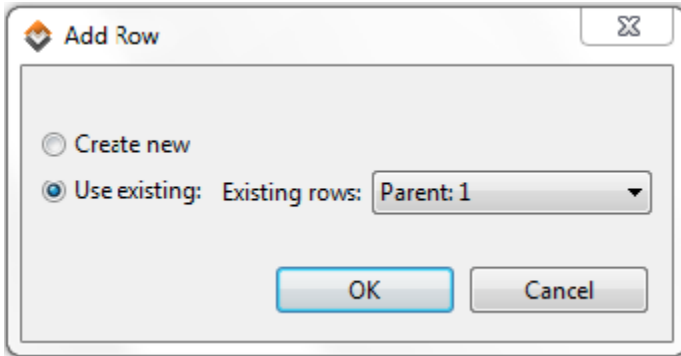 Add Row
Create new
Use existing: Existing rows: Parent: 1
OK Cancel